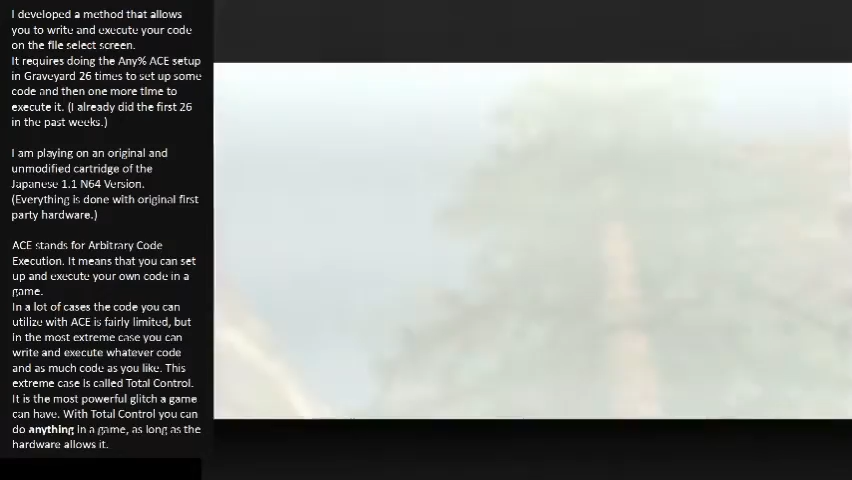 I developed a method that allows
you to write and execute your code
on the file select screen.
It requires doing the Any% ACE setup
in Graveyard 26 times to set up some
code and then one more time to
execute it. (I already did the first 26
in the past weeks.)
I am playing on an original and
unmodified cartridge of the
Japanese 1.1 N64 Version.
(Everything is done with original first
party hardware.)
ACE stands for Arbitrary Code
Execution. It means that you can set
up and execute your own code in a
game.
In a lot of cases the code you can
utilize with ACE is fairly limited, but
in the most extreme case you can
write and execute whatever code
and as much code as you like. This
extreme case is called Total Control.
It is the most powerful glitch a game
can have. With Total Control you can
do anything in a game, as long as the
hardware allows it.